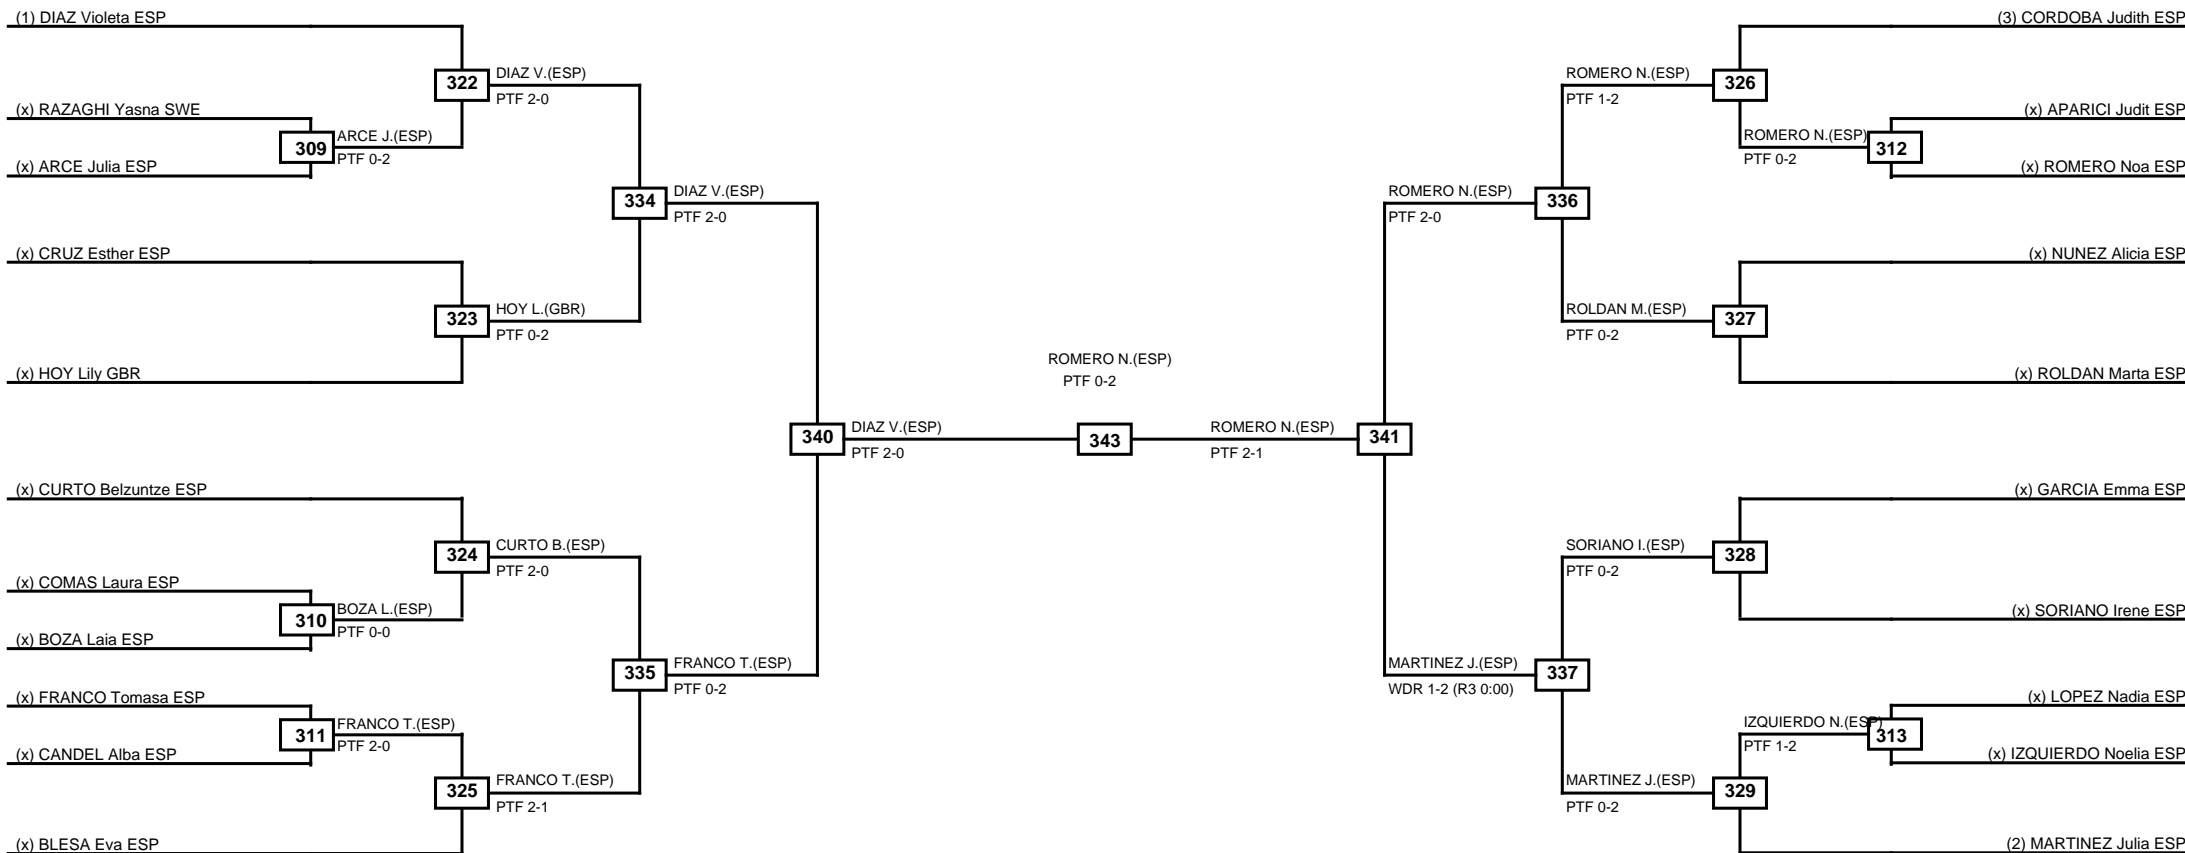 (1) DIAZ Violeta ESP
(x) RAZAGHI Yasna SWE
(x) ARCE Julia ESP
(x) CRUZ Esther ESP
(x) HOY Lily GBR
(x) CURTO Belzuntze ESP
(x) COMAS Laura ESP
(x) BOZA Laia ESP
(x) FRANCO Tomasa ESP
(x) CANDEL Alba ESP
(x) BLESA Eva ESP
309
ARCE J.(ESP)
PTF 0-2
310
BOZA L.(ESP)
PTF 0-0
311
FRANCO T.(ESP)
PTF 2-0
322
DIAZ V.(ESP)
PTF 2-0
323
HOY L.(GBR)
PTF 0-2
324
CURTO B.(ESP)
PTF 2-0
325
FRANCO T.(ESP)
PTF 2-1
334
DIAZ V.(ESP)
PTF 2-0
335
FRANCO T.(ESP)
PTF 0-2
340
DIAZ V.(ESP)
PTF 2-0
ROMERO N.(ESP)
PTF 0-2
343
ROMERO N.(ESP)
PTF 2-1
341
ROMERO N.(ESP)
PTF 2-0
336
MARTINEZ J.(ESP)
WDR 1-2 (R3 0:00)
337
ROMERO N.(ESP)
PTF 1-2
326
ROLDAN M.(ESP)
PTF 0-2
327
SORIANO I.(ESP)
PTF 0-2
328
MARTINEZ J.(ESP)
PTF 0-2
329
ROMERO N.(ESP)
PTF 0-2
312
IZQUIERDO N.(ESP)
PTF 1-2
313
(3) CORDOBA Judith ESP
(x) APARICI Judit ESP
(x) ROMERO Noa ESP
(x) NUNEZ Alicia ESP
(x) ROLDAN Marta ESP
(x) GARCIA Emma ESP
(x) SORIANO Irene ESP
(x) LOPEZ Nadia ESP
(x) IZQUIERDO Noelia ESP
(2) MARTINEZ Julia ESP